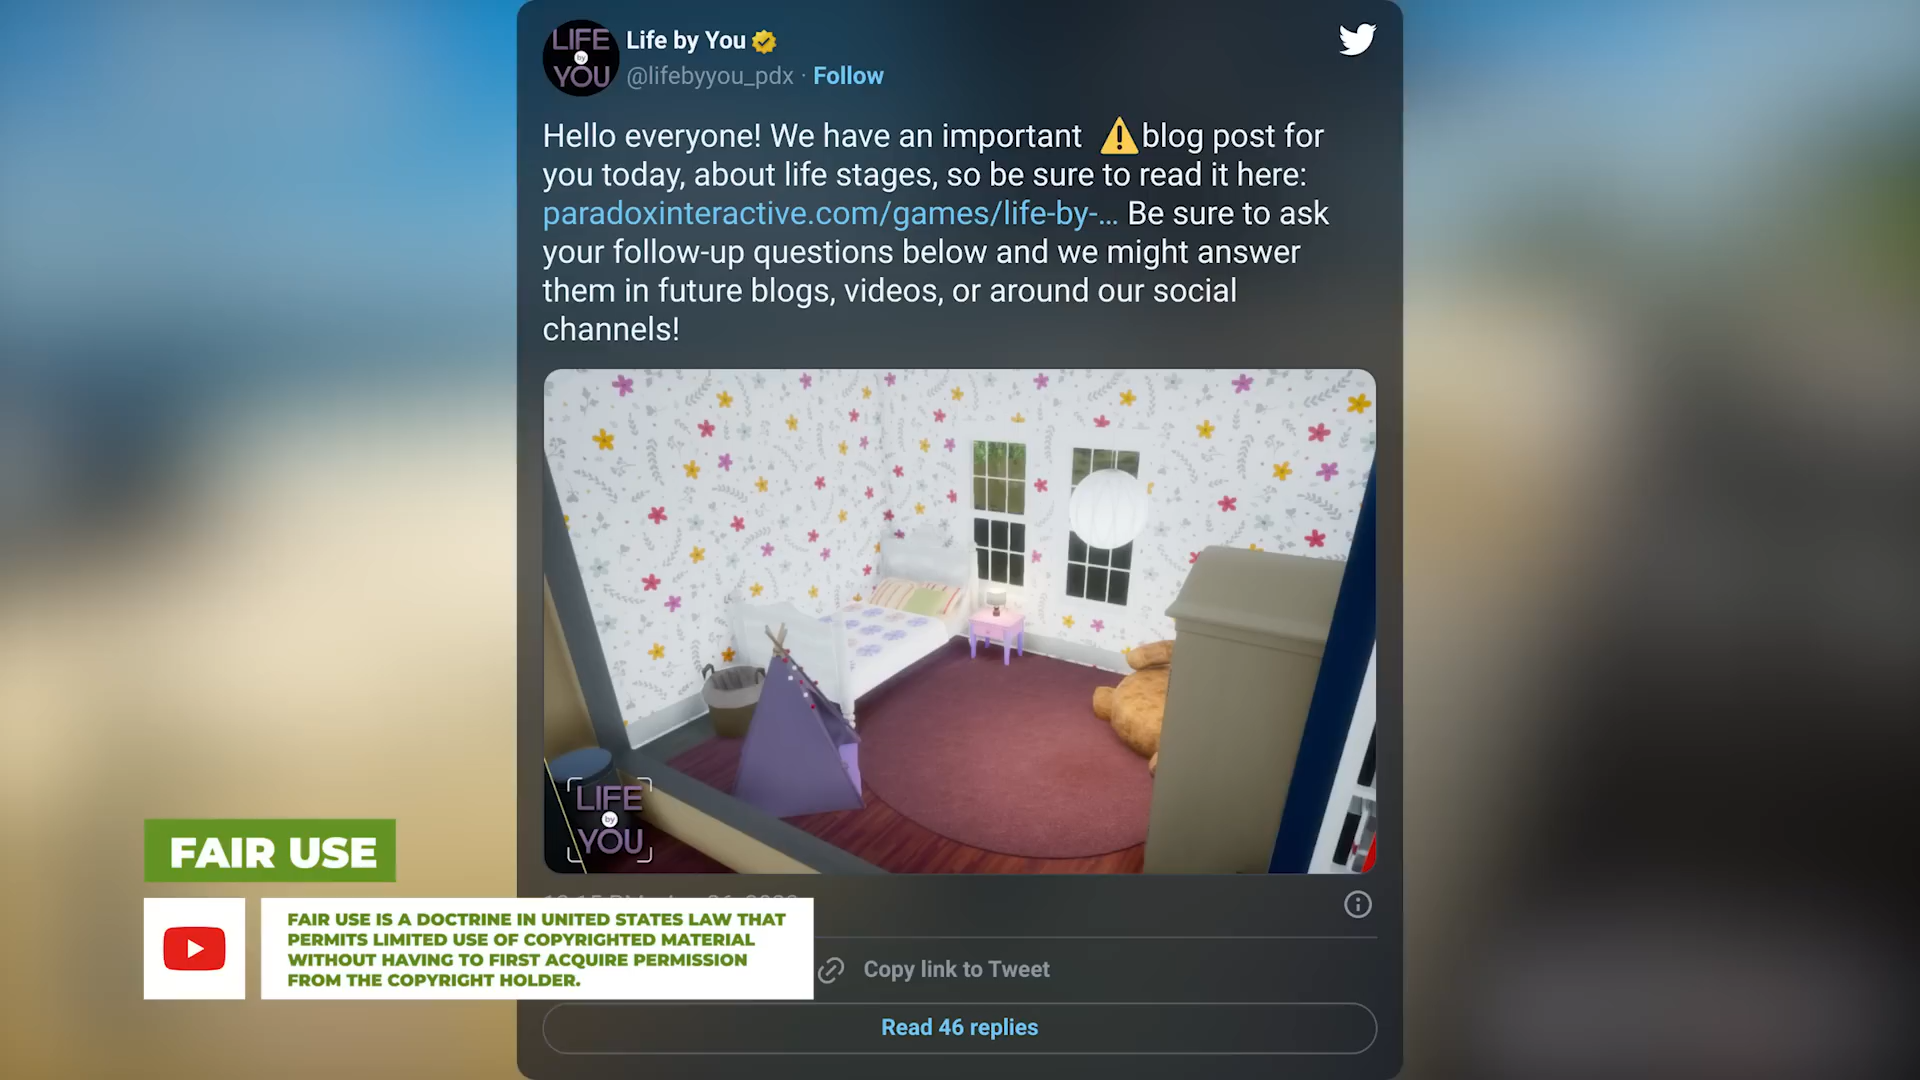 LIFE
by
YOU
Life by You
@lifebyyou_pdx · Follow
Hello everyone! We have an important ⚠️blog post for
you today, about life stages, so be sure to read it here:
paradoxinteractive.com/games/life-by-… Be sure to ask
your follow-up questions below and we might answer
them in future blogs, videos, or around our social
channels!
LIFE
by
YOU
FAIR USE
FAIR USE IS A DOCTRINE IN UNITED STATES LAW THAT
PERMITS LIMITED USE OF COPYRIGHTED MATERIAL
WITHOUT HAVING TO FIRST ACQUIRE PERMISSION
FROM THE COPYRIGHT HOLDER.
Copy link to Tweet
Read 46 replies